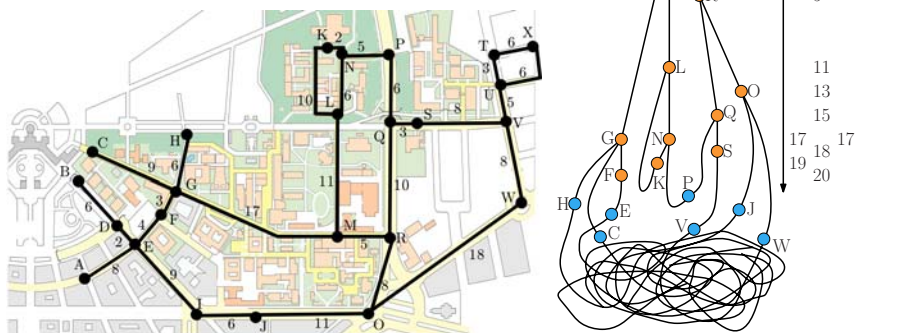 K 2 5 P T 6 X
N 3 6
10 6 6 U
L 8 5
C H Q 3 S V
B 9 6
G 11 8
6 3 17 10
D F W
2 4 M 5 R
A 8 E 18
9 8
I 6 J 11 O
L 11
O 13
Q 15
G N 17 17
S 18
F K 19
20
P
H E J
C V W